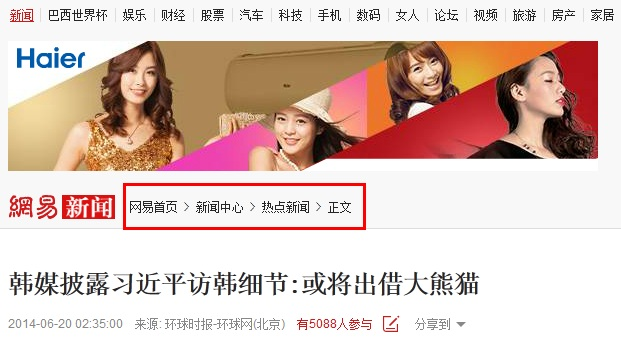 新闻 巴西世界杯 娱乐 财经 股票 汽车 科技 手机 数码 女人 论坛 视频 旅游 房产 家居
Haier
網易 新闻 网易首页 > 新闻中心 > 热点新闻 > 正文
韩媒披露习近平访韩细节:或将出借大熊猫
2014-06-20 02:35:00 来源: 环球时报-环球网(北京) 有5088人参与 分享到